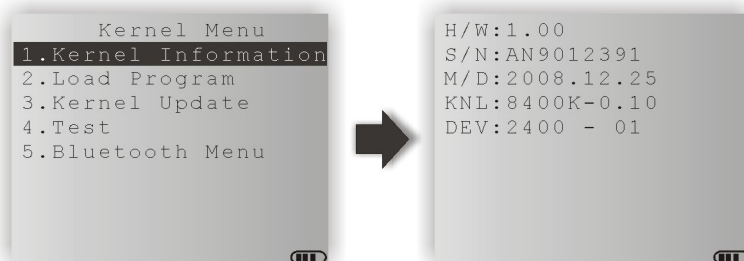 Kernel Menu
1.Kernel Information
2.Load Program
3.Kernel Update
4.Test
5.Bluetooth Menu
H/W:1.00
S/N:AN9012391
M/D:2008.12.25
KNL:8400K-0.10
DEV:2400 - 01